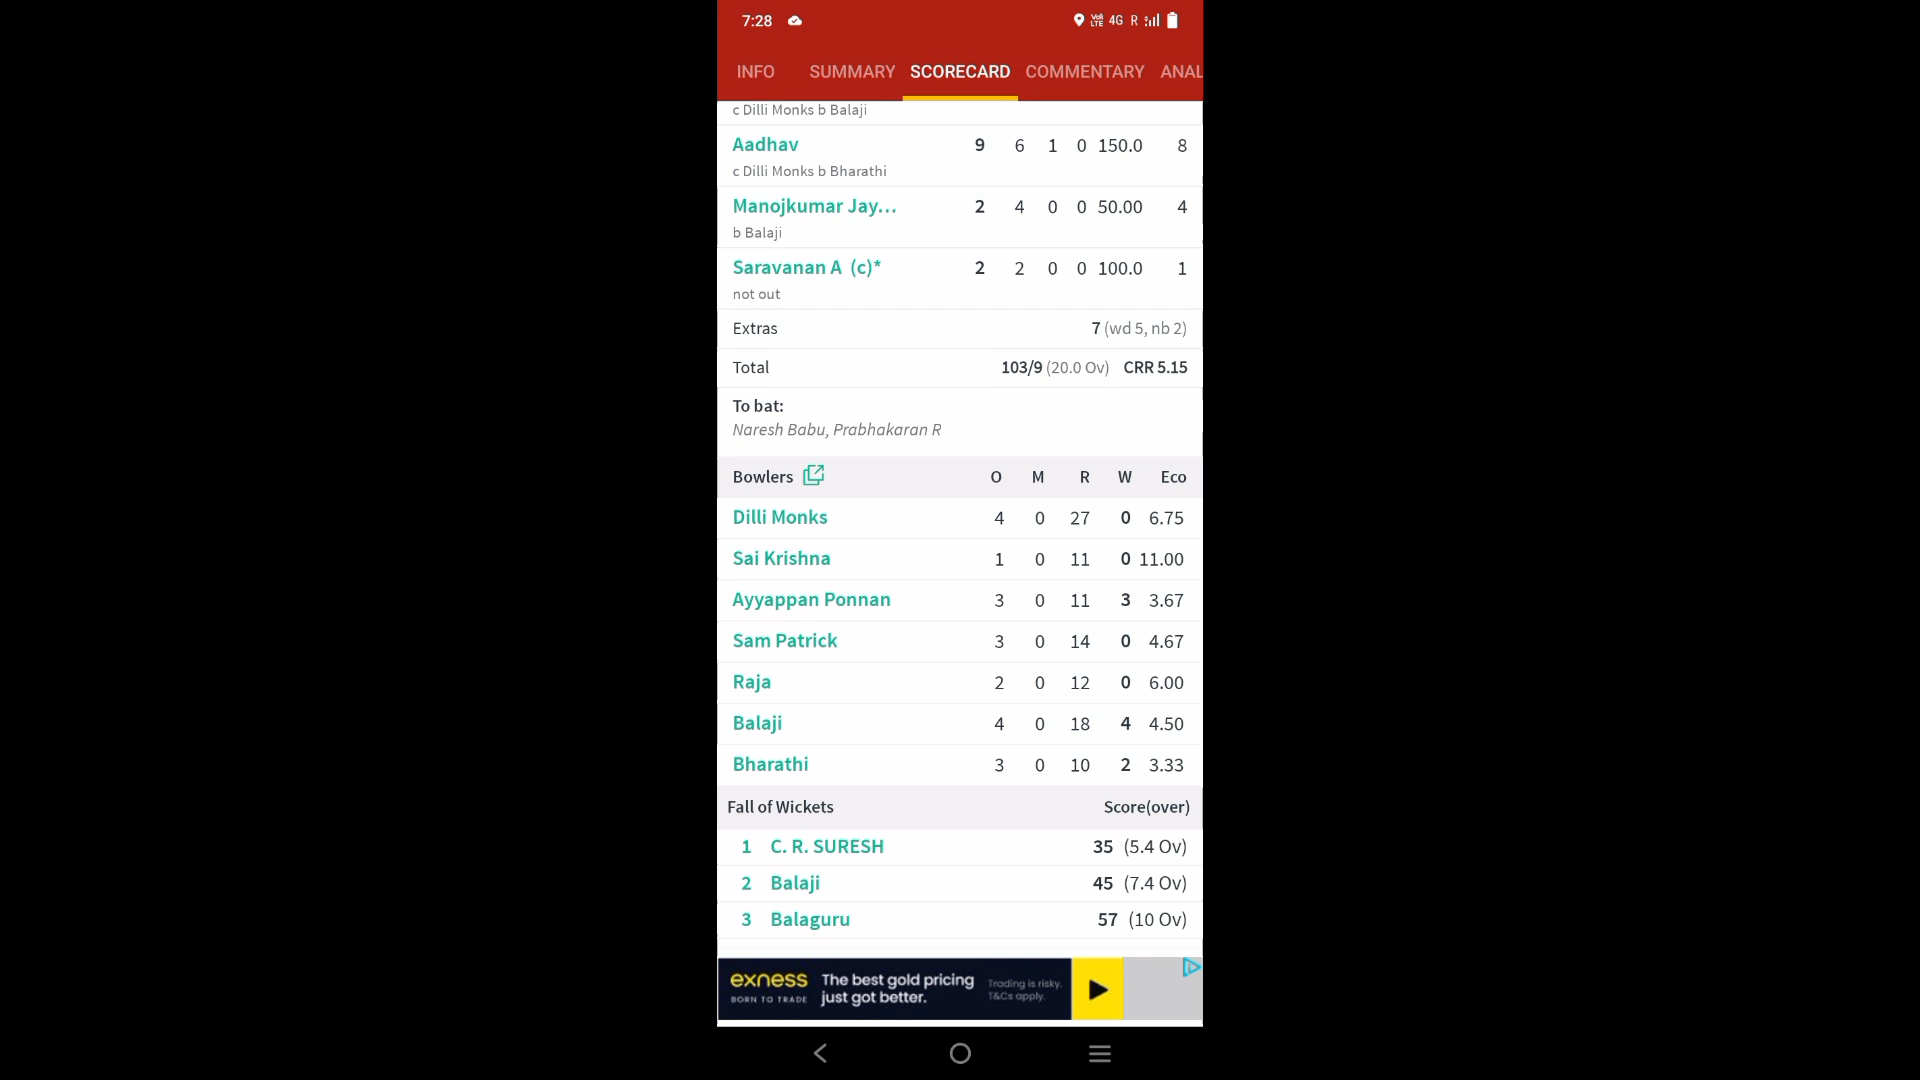 7:28 Vo) LTE 4G R
INFO SUMMARY SCORECARD COMMENTARY ANAL
c Dilli Monks b Balaji
Aadhav 9 6 1 0 150.0 8
c Dilli Monks b Bharathi
Manojkumar Jay... 2 4 0 0 50.00 4
b Balaji
Saravanan A (c)* 2 2 0 0 100.0 1
not out
Extras 7 (wd 5, nb 2)
Total 103/9 (20.0 Ov) CRR 5.15
To bat:
Naresh Babu, Prabhakaran R
Bowlers O M R W Eco
Dilli Monks 4 0 27 0 6.75
Sai Krishna 1 0 11 0 11.00
Ayyappan Ponnan 3 0 11 3 3.67
Sam Patrick 3 0 14 0 4.67
Raja 2 0 12 0 6.00
Balaji 4 0 18 4 4.50
Bharathi 3 0 10 2 3.33
Fall of Wickets Score(over)
1 C. R. SURESH 35 (5.4 Ov)
2 Balaji 45 (7.4 Ov)
3 Balaguru 57 (10 Ov)
exness The best gold pricing Trading is risky.
BORN TO TRADE just got better. T&Cs apply.